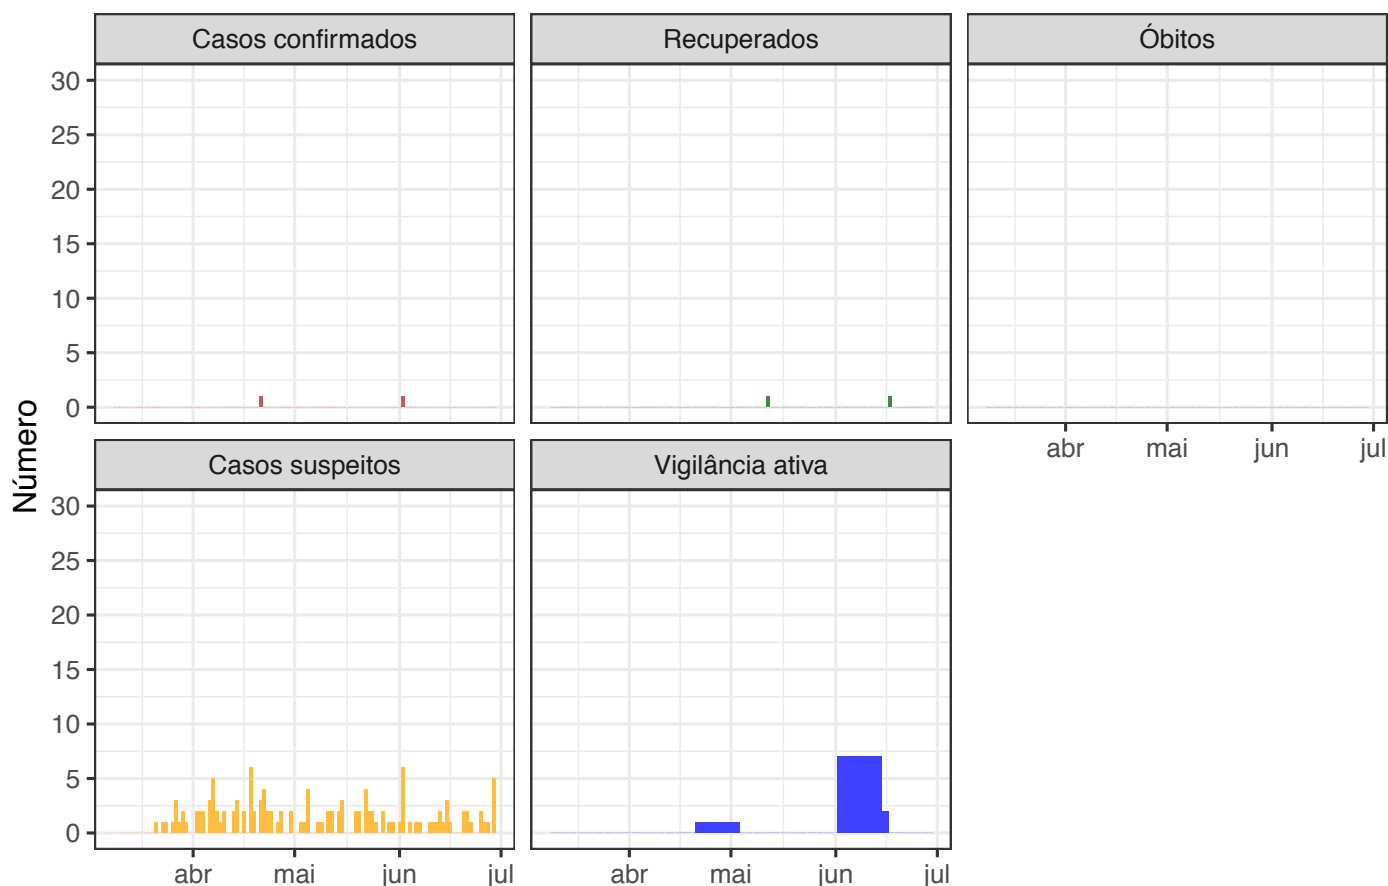 Casos confirmados
Recuperados
Óbitos
30
25
20
15
10
5
0
abr mai jun jul
Número
Casos suspeitos
Vigilância ativa
30
25
20
15
10
5
0
abr mai jun jul
abr mai jun jul